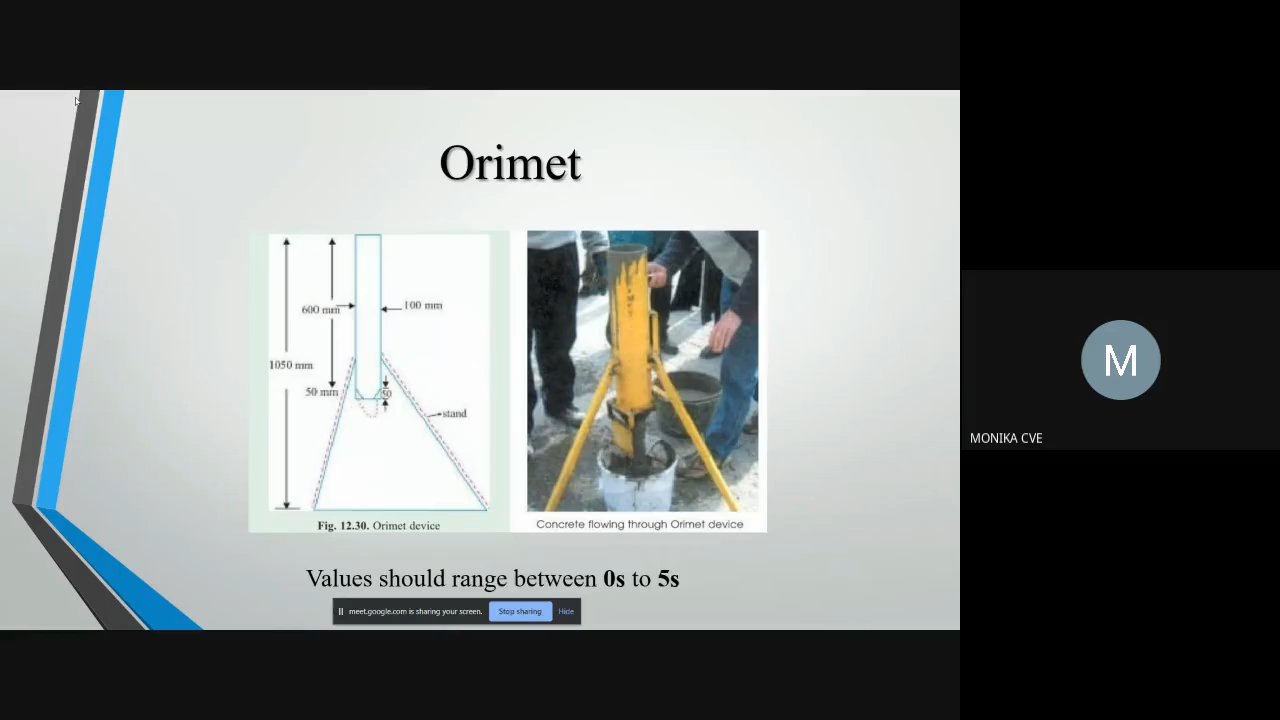 Orimet
600 mm
100 mm
1050 mm
50 mm
50
stand
Fig. 12.30. Orimet device
Concrete flowing through Orimet device
Values should range between 0s to 5s
meet.google.com is sharing your screen.
Stop sharing
Hide
M
MONIKA CVE